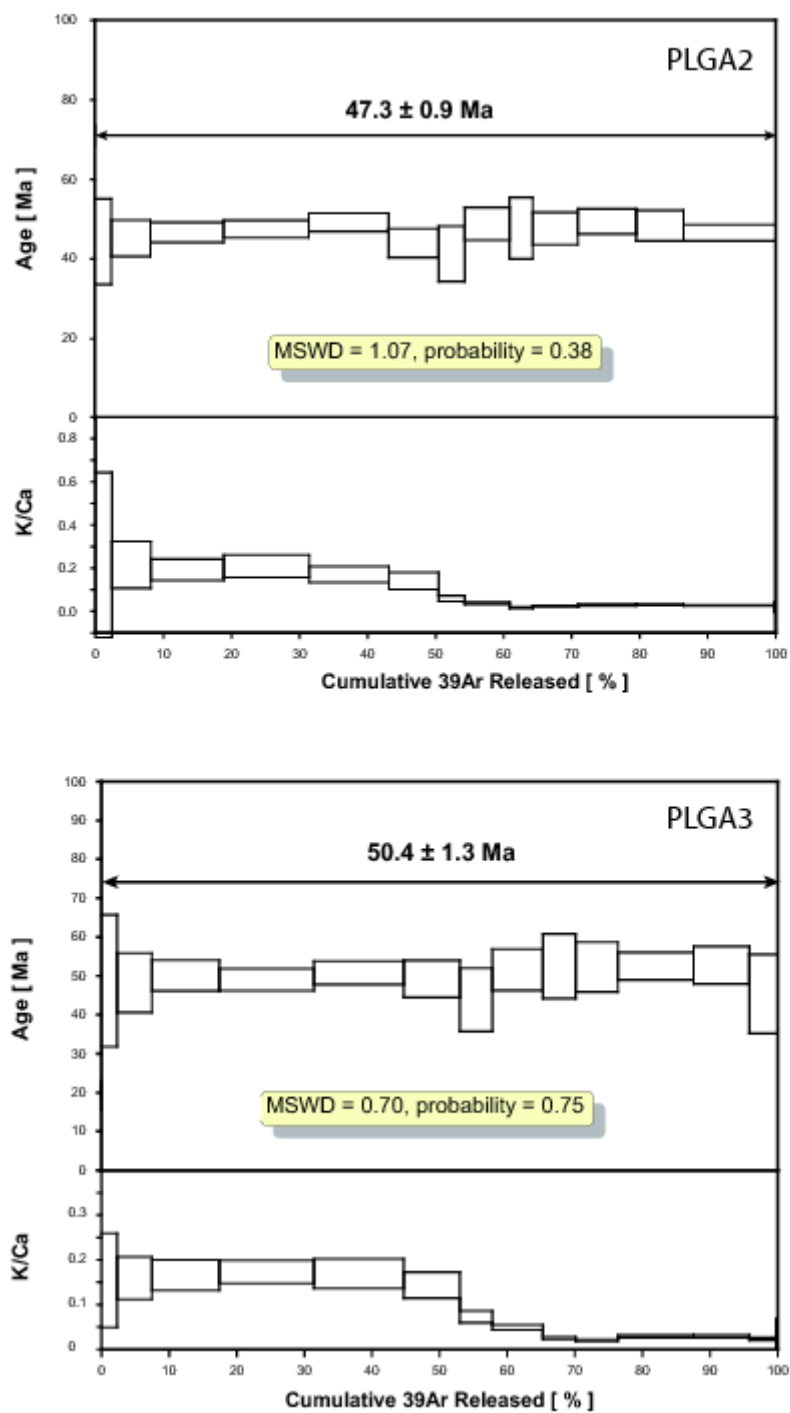 100
PLGA2
80
47.3 ± 0.9 Ma
60
Age [ Ma ]
40
20
MSWD = 1.07, probability = 0.38
0
0.8
0.6
K/Ca
0.4
0.2
0.0
0 10 20 30 40 50 60 70 80 90 100
Cumulative 39Ar Released [ % ]
100
90
PLGA3
80
50.4 ± 1.3 Ma
70
60
Age [ Ma ]
50
40
30
20
MSWD = 0.70, probability = 0.75
10
0
0.3
K/Ca
0.2
0.1
0
0 10 20 30 40 50 60 70 80 90 100
Cumulative 39Ar Released [ % ]